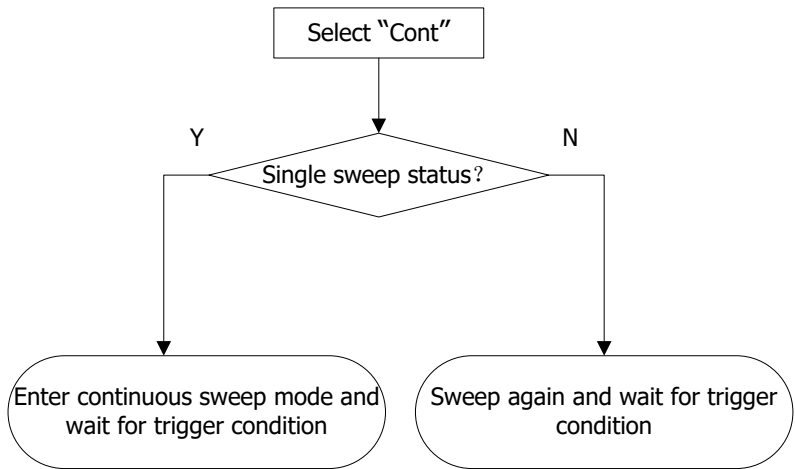 Select “Cont”
Y
N
Single sweep status?
Enter continuous sweep mode and
wait for trigger condition
Sweep again and wait for trigger
condition